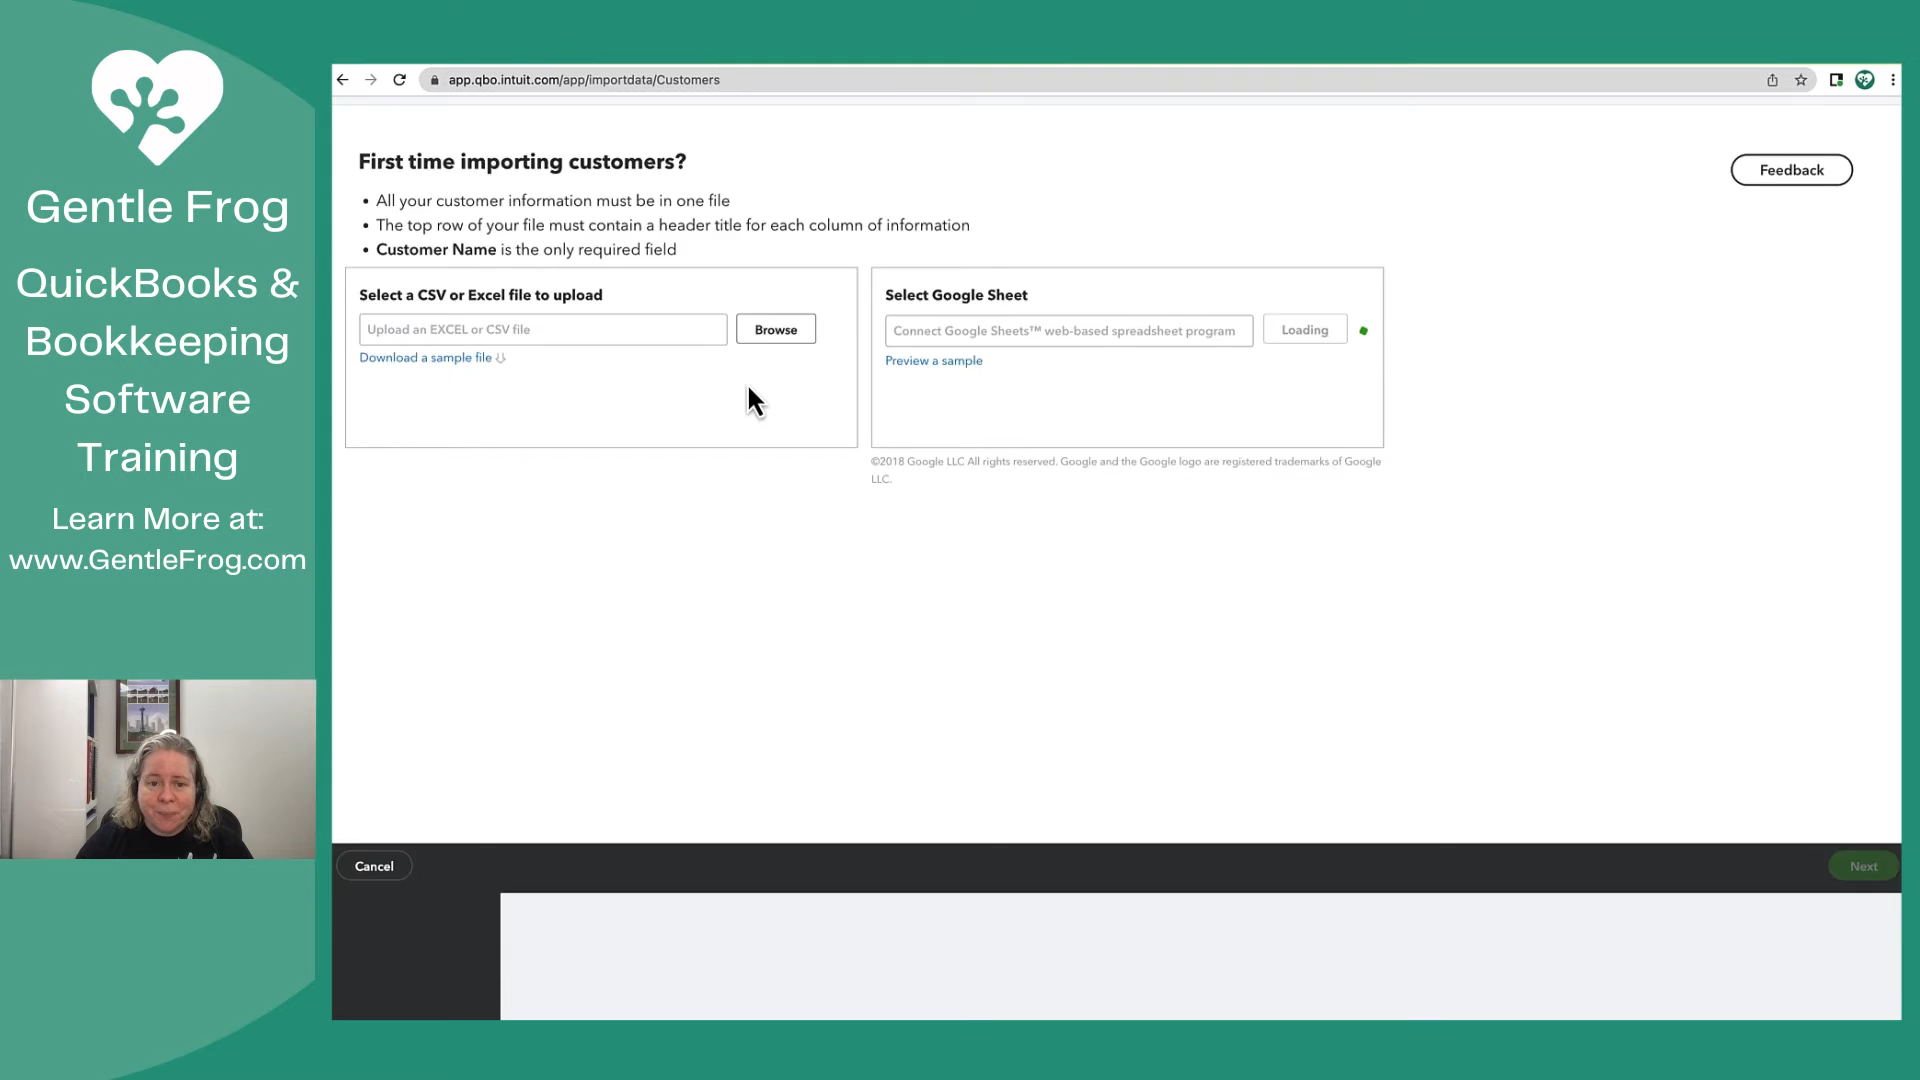 Gentle Frog
QuickBooks &
Bookkeeping
Software
Training
Learn More at:
www.GentleFrog.com
app.qbo.intuit.com/app/importdata/Customers
First time importing customers?
Feedback
• All your customer information must be in one file
• The top row of your file must contain a header title for each column of information
• Customer Name is the only required field
Select a CSV or Excel file to upload
Upload an EXCEL or CSV file
Browse
Download a sample file
Select Google Sheet
Connect Google Sheets™ web-based spreadsheet program
Loading
Preview a sample
©2018 Google LLC All rights reserved. Google and the Google logo are registered trademarks of Google
LLC.
Cancel
Next